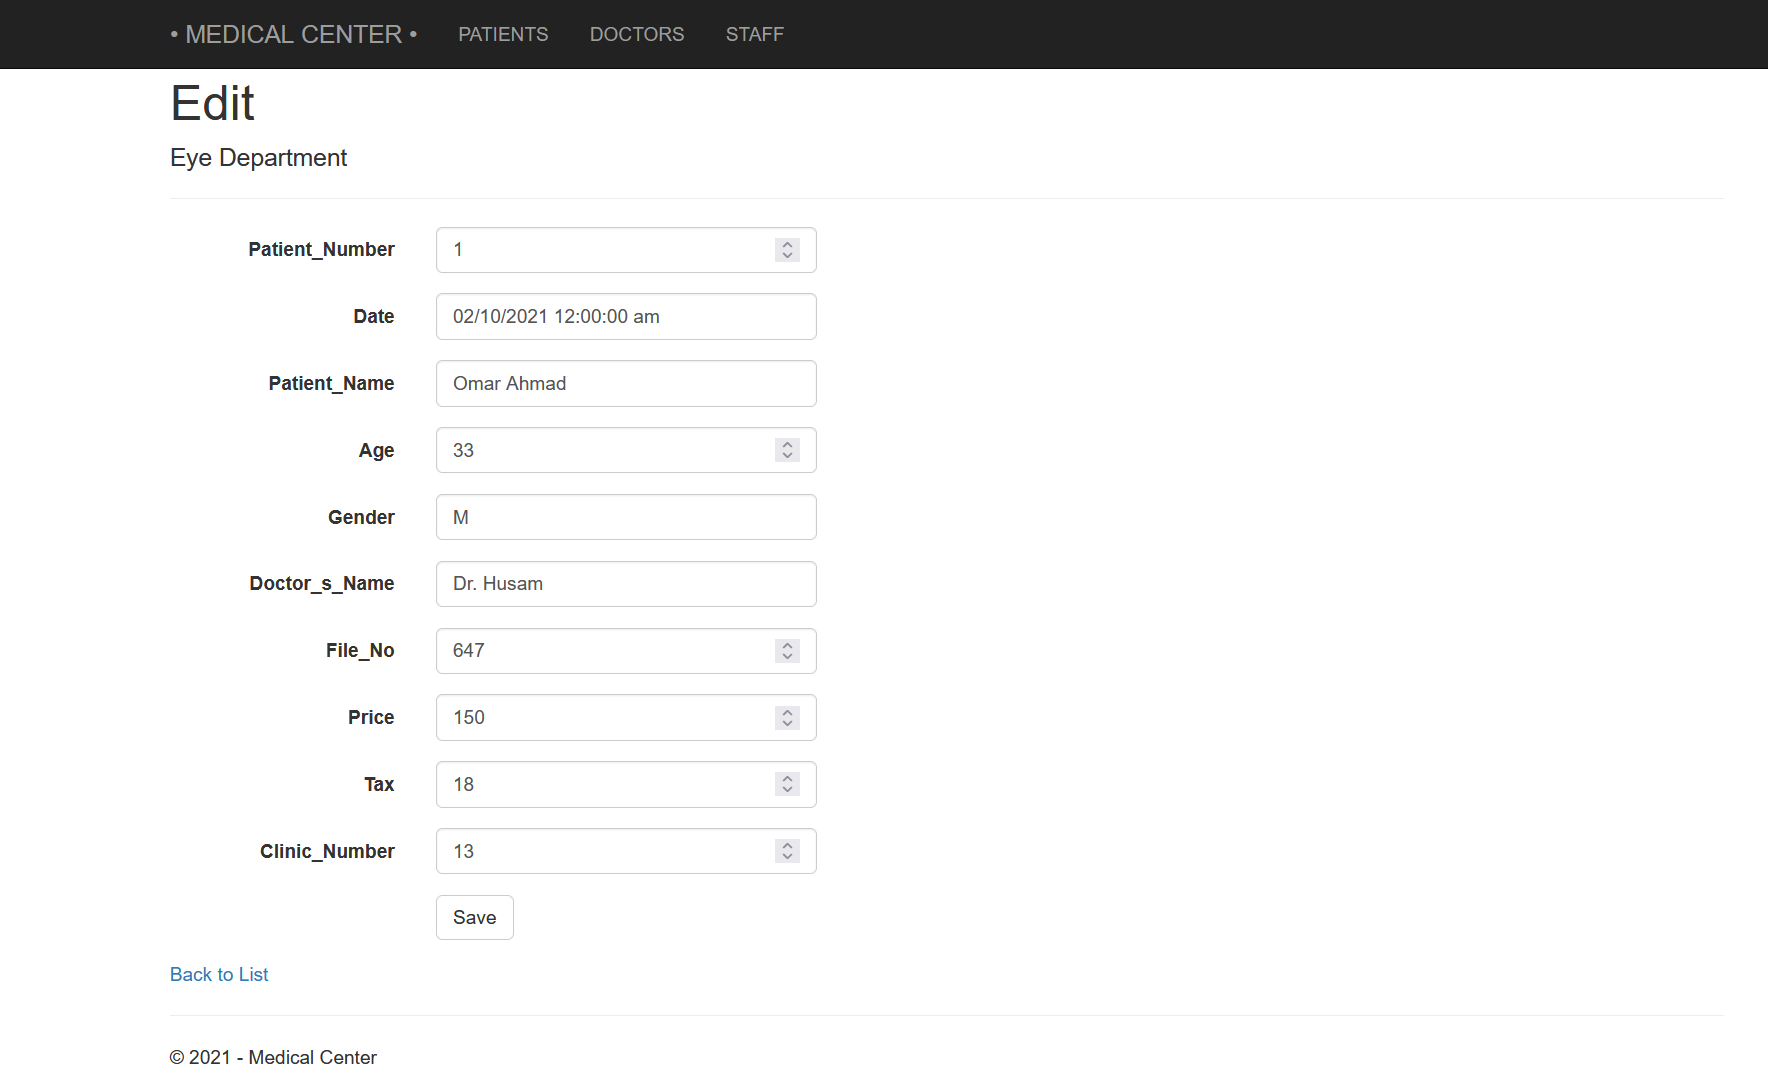 • MEDICAL CENTER • PATIENTS DOCTORS STAFF
Edit
Eye Department
Patient_Number 1
Date 02/10/2021 12:00:00 am
Patient_Name Omar Ahmad
Age 33
Gender M
Doctor_s_Name Dr. Husam
File_No 647
Price 150
Tax 18
Clinic_Number 13
Save
Back to List
© 2021 - Medical Center